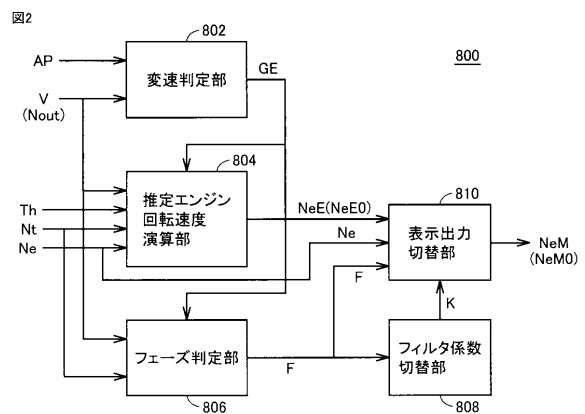 図2
802
800
AP
変速判定部
GE
V
(Nout)
804
推定エンジン
回転速度
演算部
Th
Nt
Ne
NeE(NeE0)
Ne
F
810
表示出力
切替部
NeM
(NeM0)
K
フェーズ判定部
F
フィルタ係数
切替部
806
808